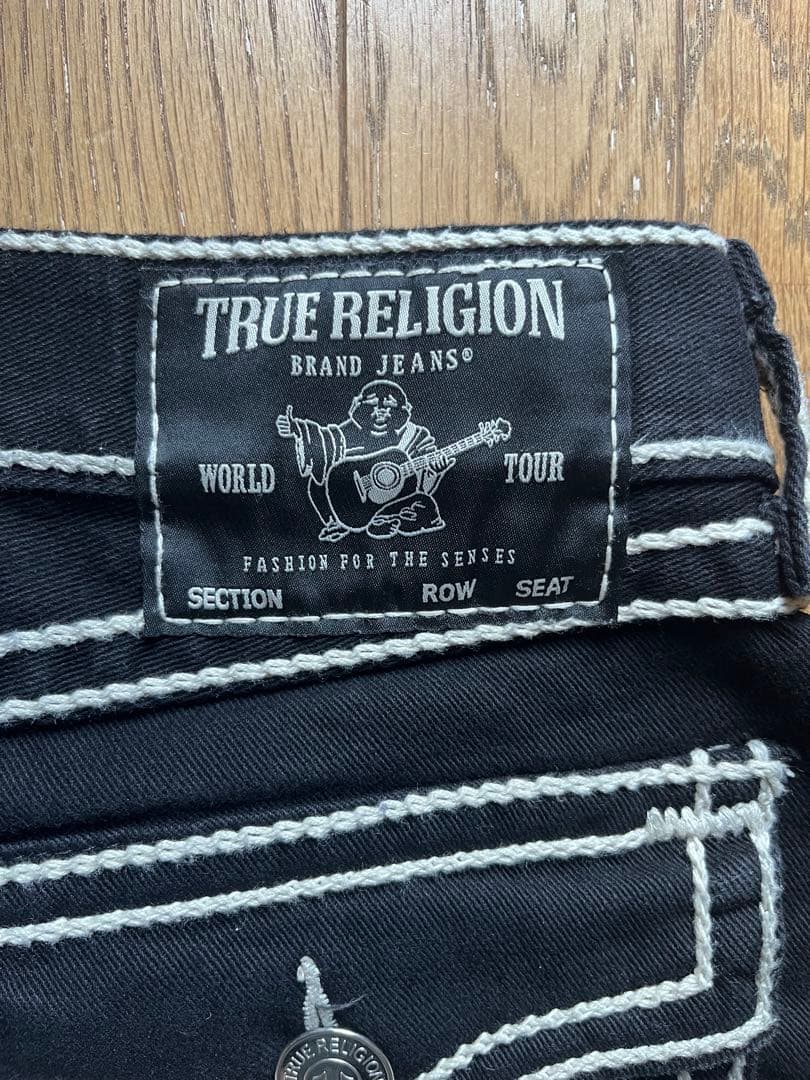 TRUE RELIGION
BRAND JEANS®
WORLD TOUR
FASHION FOR THE SENSES
SECTION ROW SEAT
TRUE RELIGION